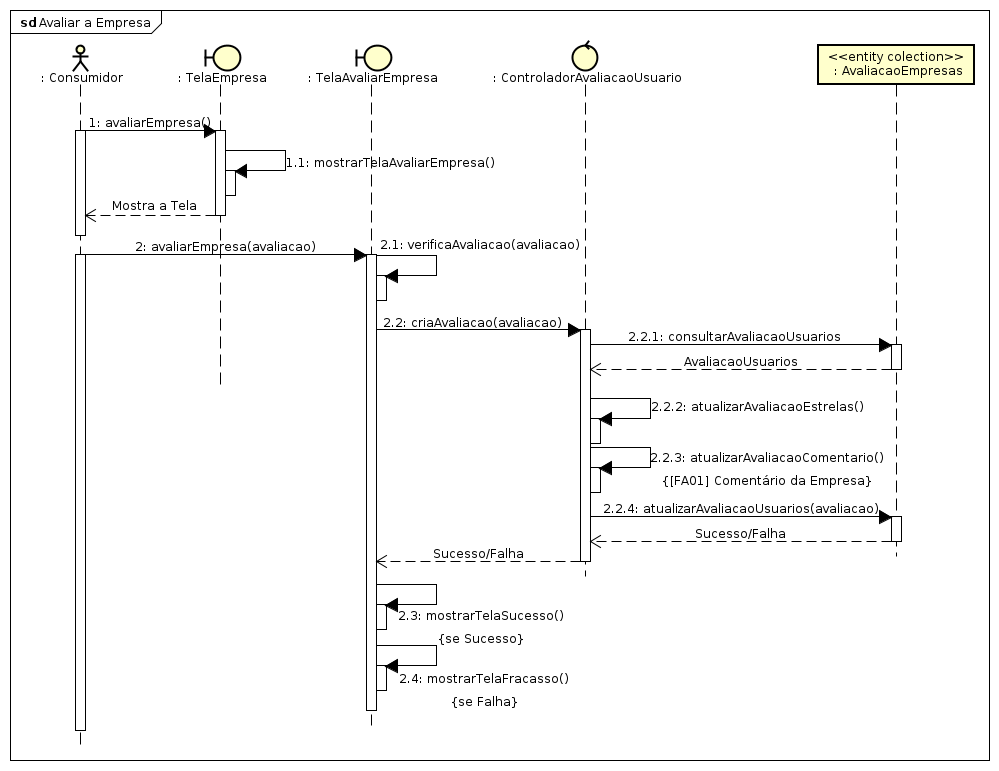 sd Avaliar a Empresa
: Consumidor
: TelaEmpresa
: TelaAvaliarEmpresa
: ControladorAvaliacaoUsuario
<<entity colection>>
: AvaliacaoEmpresas
1: avaliarEmpresa()
1.1: mostrarTelaAvaliarEmpresa()
Mostra a Tela
2: avaliarEmpresa(avaliacao)
2.1: verificaAvaliacao(avaliacao)
2.2: criaAvaliacao(avaliacao)
2.2.1: consultarAvaliacaoUsuarios
AvaliacaoUsuarios
2.2.2: atualizarAvaliacaoEstrelas()
2.2.3: atualizarAvaliacaoComentario()
{[FA01] Comentário da Empresa}
2.2.4: atualizarAvaliacaoUsuarios(avaliacao)
Sucesso/Falha
Sucesso/Falha
2.3: mostrarTelaSucesso()
{se Sucesso}
2.4: mostrarTelaFracasso()
{se Falha}